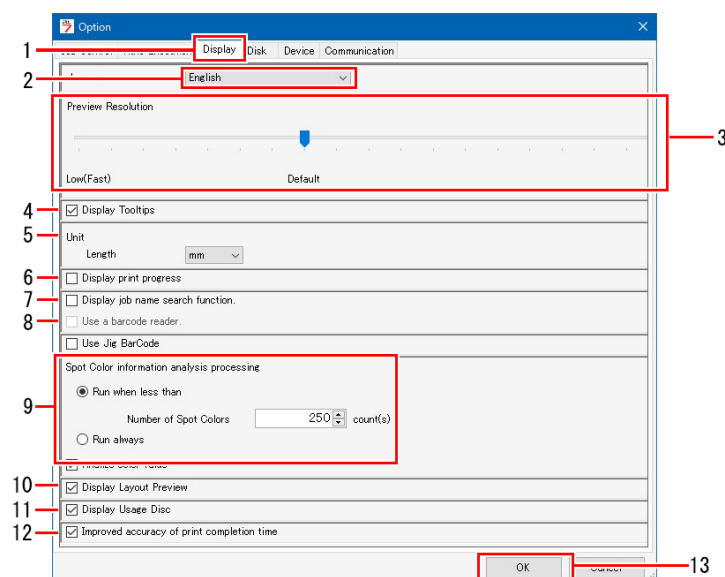 Option
1
Display Disk Device Communication
2
English
Preview Resolution
3
Low(Fast) Default
4
Display Tooltips
5
Unit
Length mm
6
Display print progress
7
Display job name search function.
8
Use a barcode reader.
Use Jig BarCode
Spot Color information analysis processing
Run when less than
9
Number of Spot Colors 250 count(s)
Run always
10
Display Layout Preview
11
Display Usage Disc
12
Improved accuracy of print completion time
OK
13